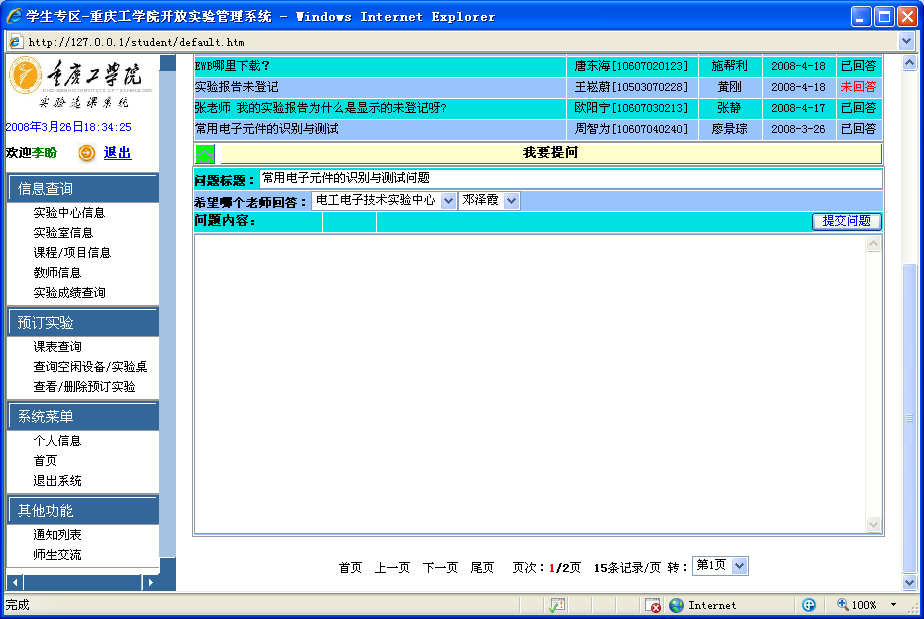 学生专区-重庆工学院开放实验管理系统 - Windows Internet Explorer
http://127.0.0.1/student/default.htm
重庆工学院
实验选课系统
2008年3月26日18:34:25
欢迎李盼 退出
信息查询
实验中心信息
实验室信息
课程/项目信息
教师信息
实验成绩查询
预订实验
课表查询
查询空闲设备/实验桌
查看/删除预订实验
系统菜单
个人信息
首页
退出系统
其他功能
通知列表
师生交流
EWB哪里下载? 唐东海[10607020123] 施帮利 2008-4-18 已回答
实验报告未登记 王崧蔚[10503070228] 黄刚 2008-4-18 未回答
张老师 我的实验报告为什么是显示的未登记呀? 欧阳宁[10607030213] 张静 2008-4-17 已回答
常用电子元件的识别与测试 周智为[10607040240] 廖景琮 2008-3-26 已回答
我要提问
问题标题: 常用电子元件的识别与测试问题
希望哪个老师回答: 电工电子技术实验中心 邓泽霞
问题内容: 提交问题
首页 上一页 下一页 尾页 页次:1/2页 15条记录/页 转: 第1页
完成 Internet 100%